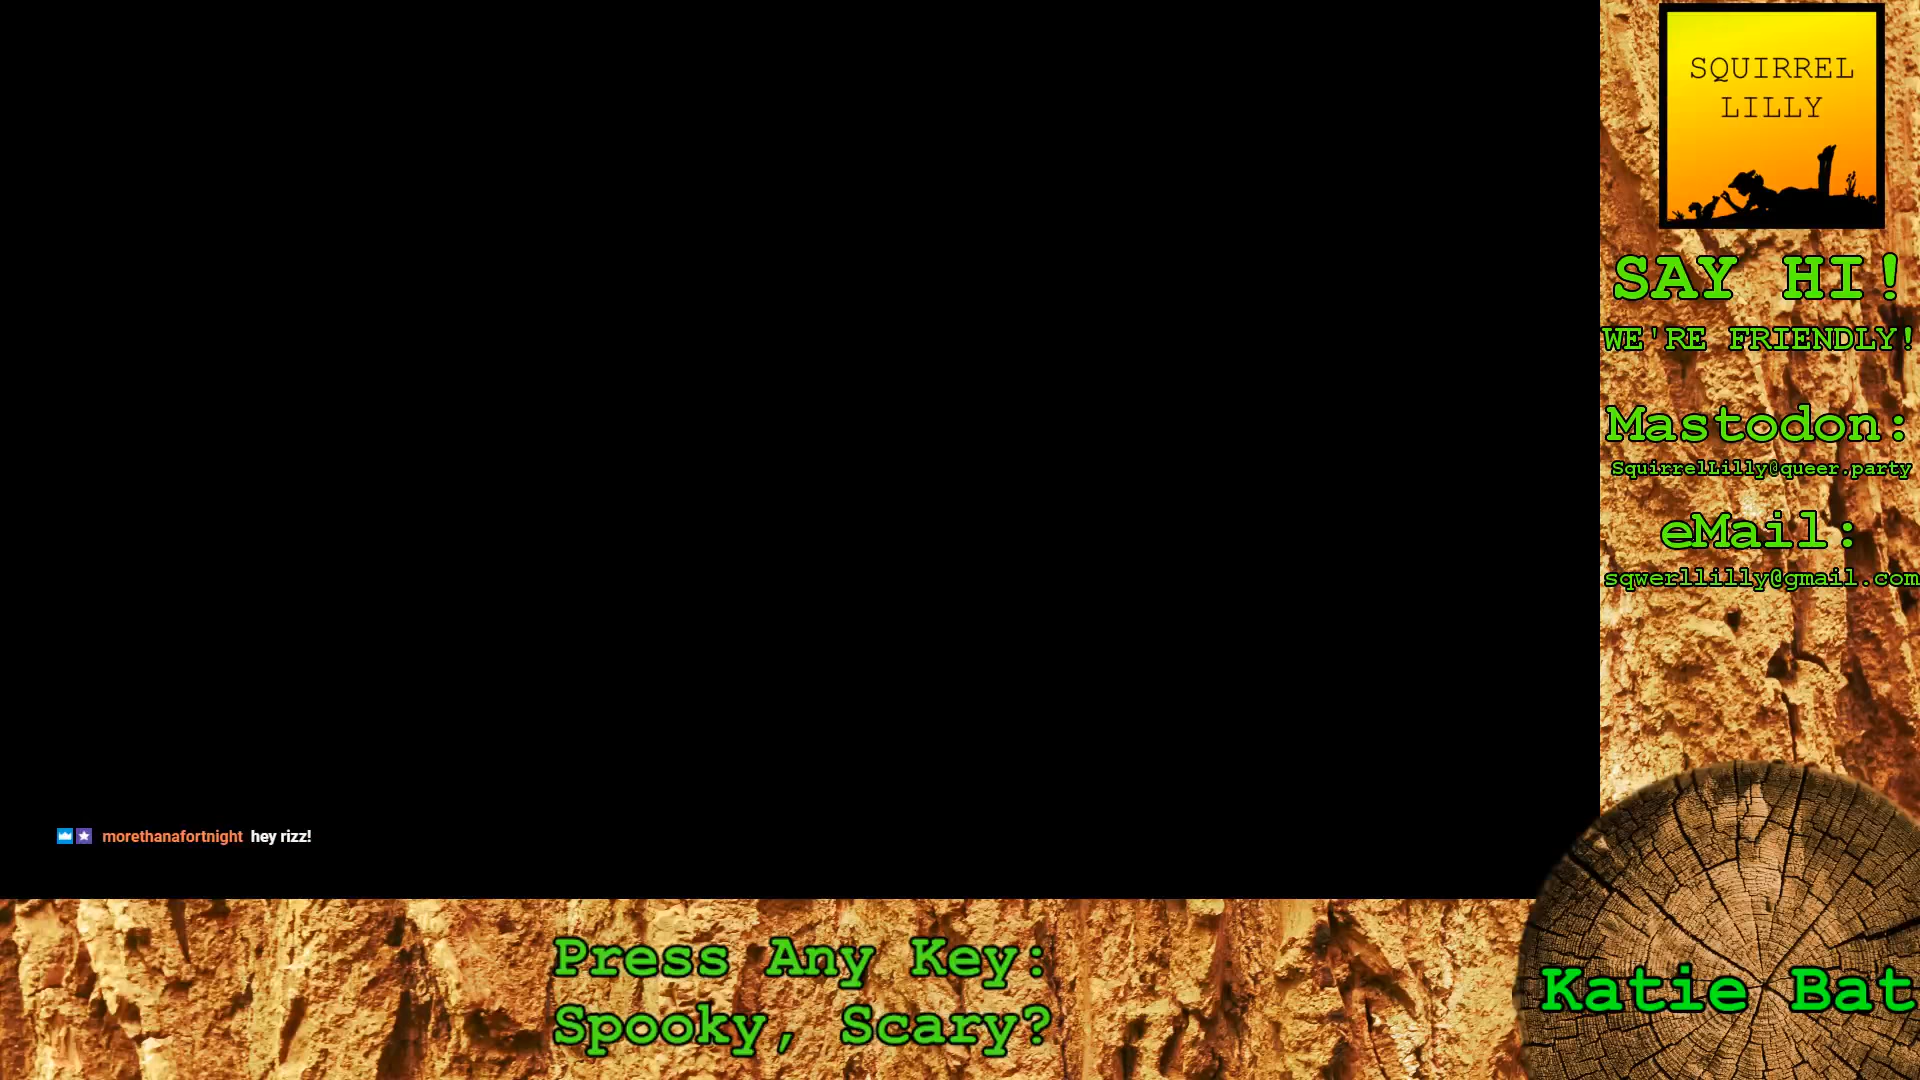 SQUIRREL
LILLY
SAY HI!
WE'RE FRIENDLY!
Mastodon:
SquirrelLilly@queer.party
eMail:
sqwerllilly@gmail.com
morethanafortnight hey rizz!
Press Any Key:
Spooky, Scary?
Katie Bat